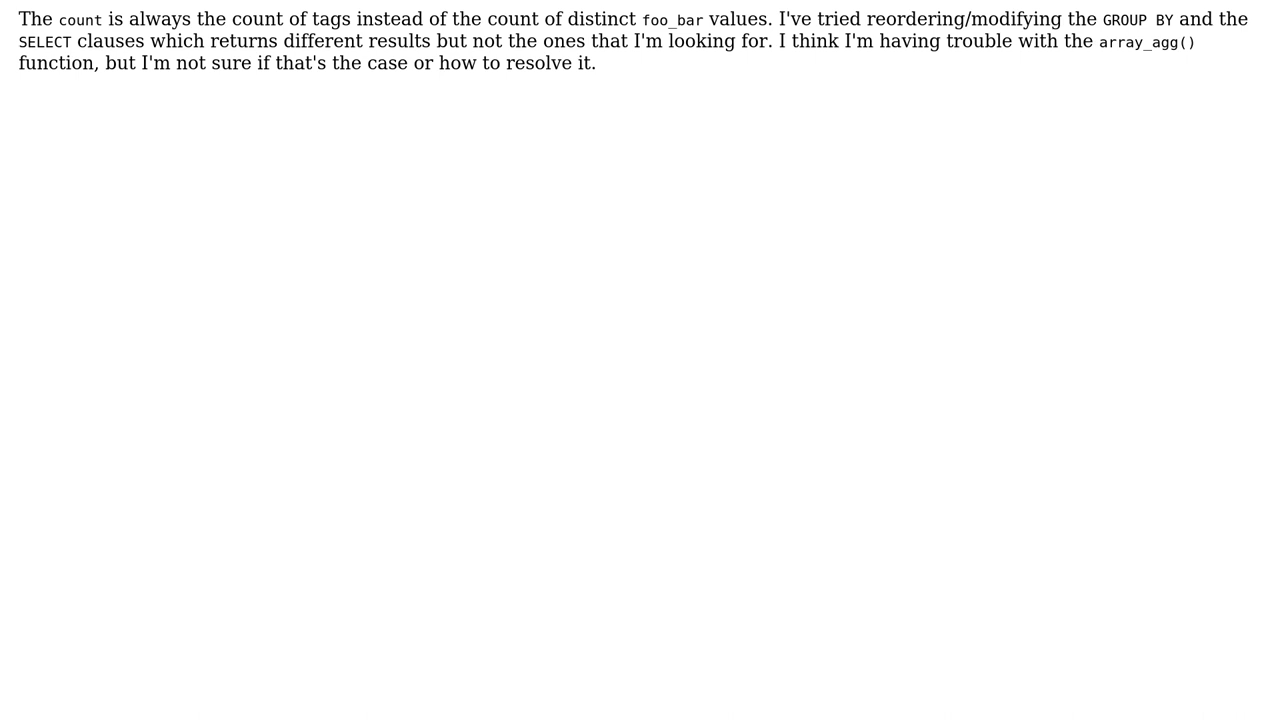 The count is always the count of tags instead of the count of distinct foo_bar values. I've tried reordering/modifying the GROUP BY and the
SELECT clauses which returns different results but not the ones that I'm looking for. I think I'm having trouble with the array_agg()
function, but I'm not sure if that's the case or how to resolve it.